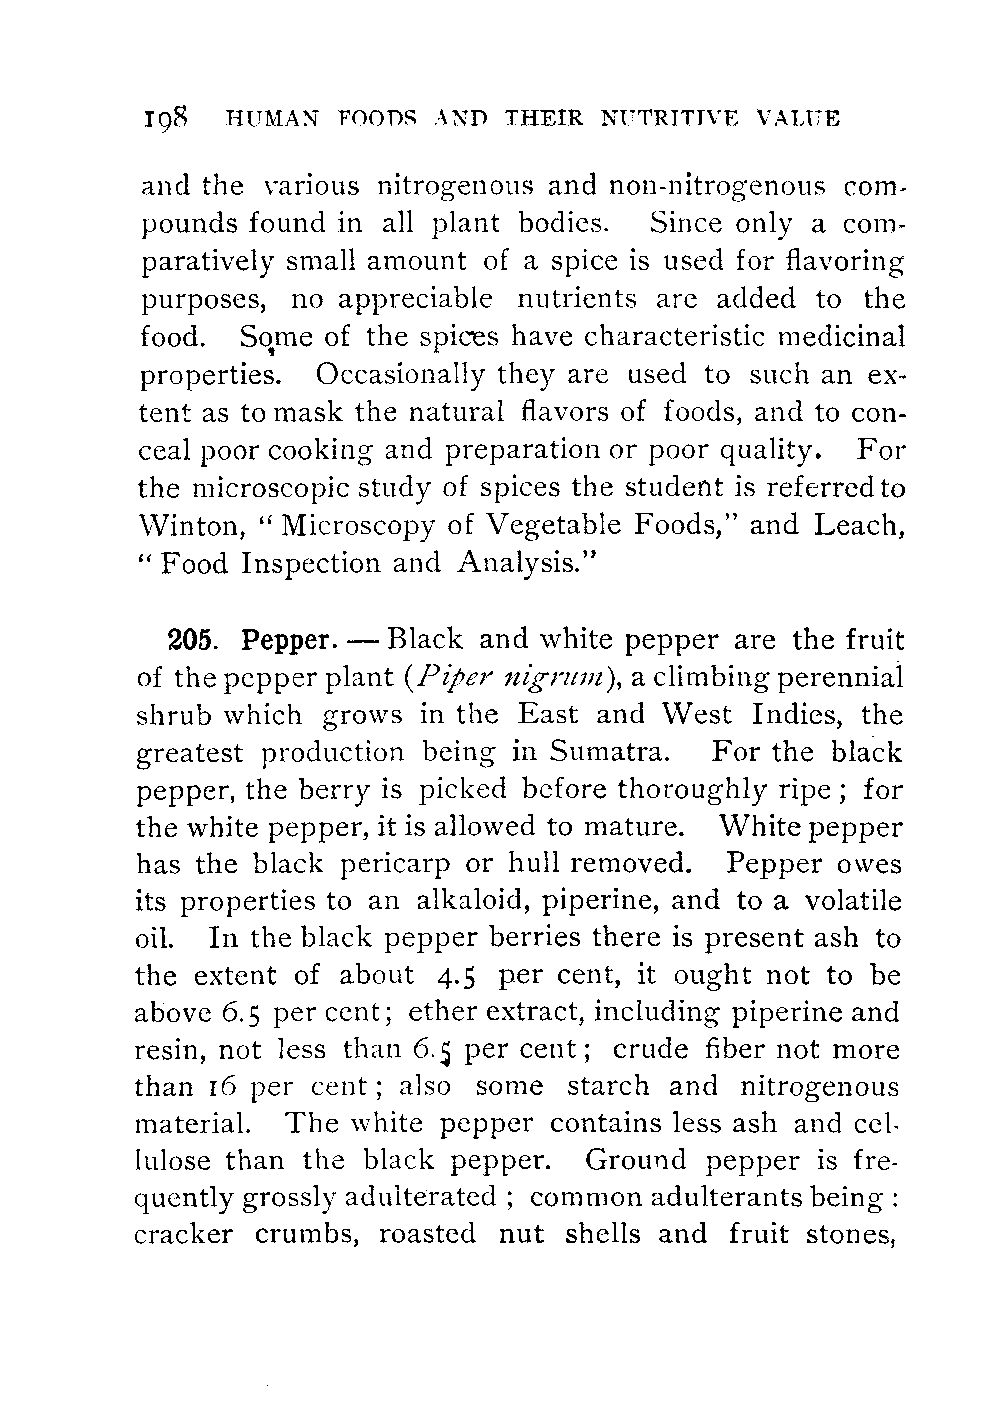 198 HUMAN FOODS AND THEIR NUTRITIVE VALUE
and the various nitrogenous and non-nitrogenous com-
pounds found in all plant bodies. Since only a com-
paratively small amount of a spice is used for flavoring
purposes, no appreciable nutrients are added to the
food. Some of the spices have characteristic medicinal
properties. Occasionally they are used to such an ex-
tent as to mask the natural flavors of foods, and to con-
ceal poor cooking and preparation or poor quality. For
the microscopic study of spices the student is referred to
Winton, “ Microscopy of Vegetable Foods,” and Leach,
“ Food Inspection and Analysis.”
205. Pepper. — Black and white pepper are the fruit
of the pepper plant (Piper nigrum), a climbing perennial
shrub which grows in the East and West Indies, the
greatest production being in Sumatra. For the black
pepper, the berry is picked before thoroughly ripe ; for
the white pepper, it is allowed to mature. White pepper
has the black pericarp or hull removed. Pepper owes
its properties to an alkaloid, piperine, and to a volatile
oil. In the black pepper berries there is present ash to
the extent of about 4.5 per cent, it ought not to be
above 6.5 per cent ; ether extract, including piperine and
resin, not less than 6.5 per cent ; crude fiber not more
than 16 per cent ; also some starch and nitrogenous
material. The white pepper contains less ash and cel-
lulose than the black pepper. Ground pepper is fre-
quently grossly adulterated ; common adulterants being :
cracker crumbs, roasted nut shells and fruit stones,